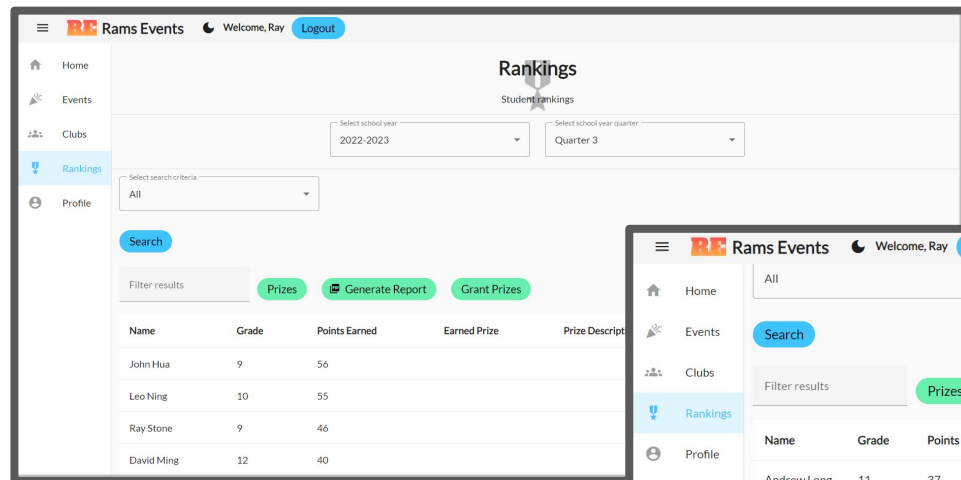 RE Rams Events Welcome, Ray Logout
Home
Events
Clubs
Rankings
Profile
Rankings
Student rankings
Select school year
2022-2023
Select school year quarter
Quarter 3
Select search criteria
All
Search
Filter results Prizes Generate Report Grant Prizes
Name Grade Points Earned Earned Prize Prize Descript
John Hua 9 56
Leo Ning 10 55
Ray Stone 9 46
David Ming 12 40
RE Rams Events Welcome, Ray
Home
Events
Clubs
Rankings
Profile
All
Search
Filter results Prizes
Name Grade Points
Andrew Long 11 37